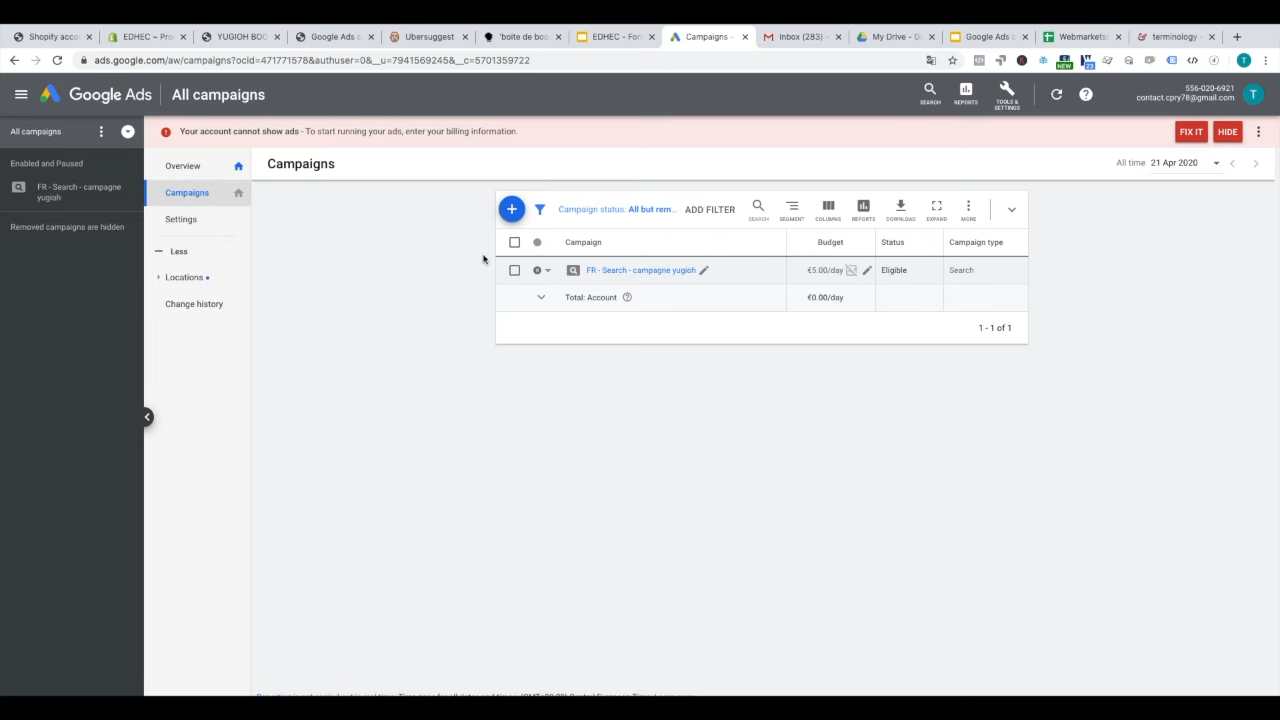 Shopify acco
EDHEC – Pro
YUGIOH BOO
Google Ads c
Ubersuggest
'boite de boo
EDHEC - For
Campaigns -
Inbox (283) -
My Drive - G
Google Ads c
Webmarkets
terminology -
ads.google.com/aw/campaigns?ocid=471771578&authuser=0&__u=7941569245&__c=5701359722
Google Ads
All campaigns
SEARCH
REPORTS
TOOLS & SETTINGS
556-020-6921
contact.cpry78@gmail.com
T
All campaigns
Your account cannot show ads - To start running your ads, enter your billing information.
FIX IT
HIDE
Enabled and Paused
FR - Search - campagne
yugioh
Removed campaigns are hidden
Overview
Campaigns
Settings
Less
Locations
Change history
Campaigns
All time
21 Apr 2020
Campaign status: All but rem...
ADD FILTER
SEARCH
SEGMENT
COLUMNS
REPORTS
DOWNLOAD
EXPAND
MORE
Campaign
Budget
Status
Campaign type
FR - Search - campagne yugioh
€5.00/day
Eligible
Search
Total: Account
€0.00/day
1 - 1 of 1